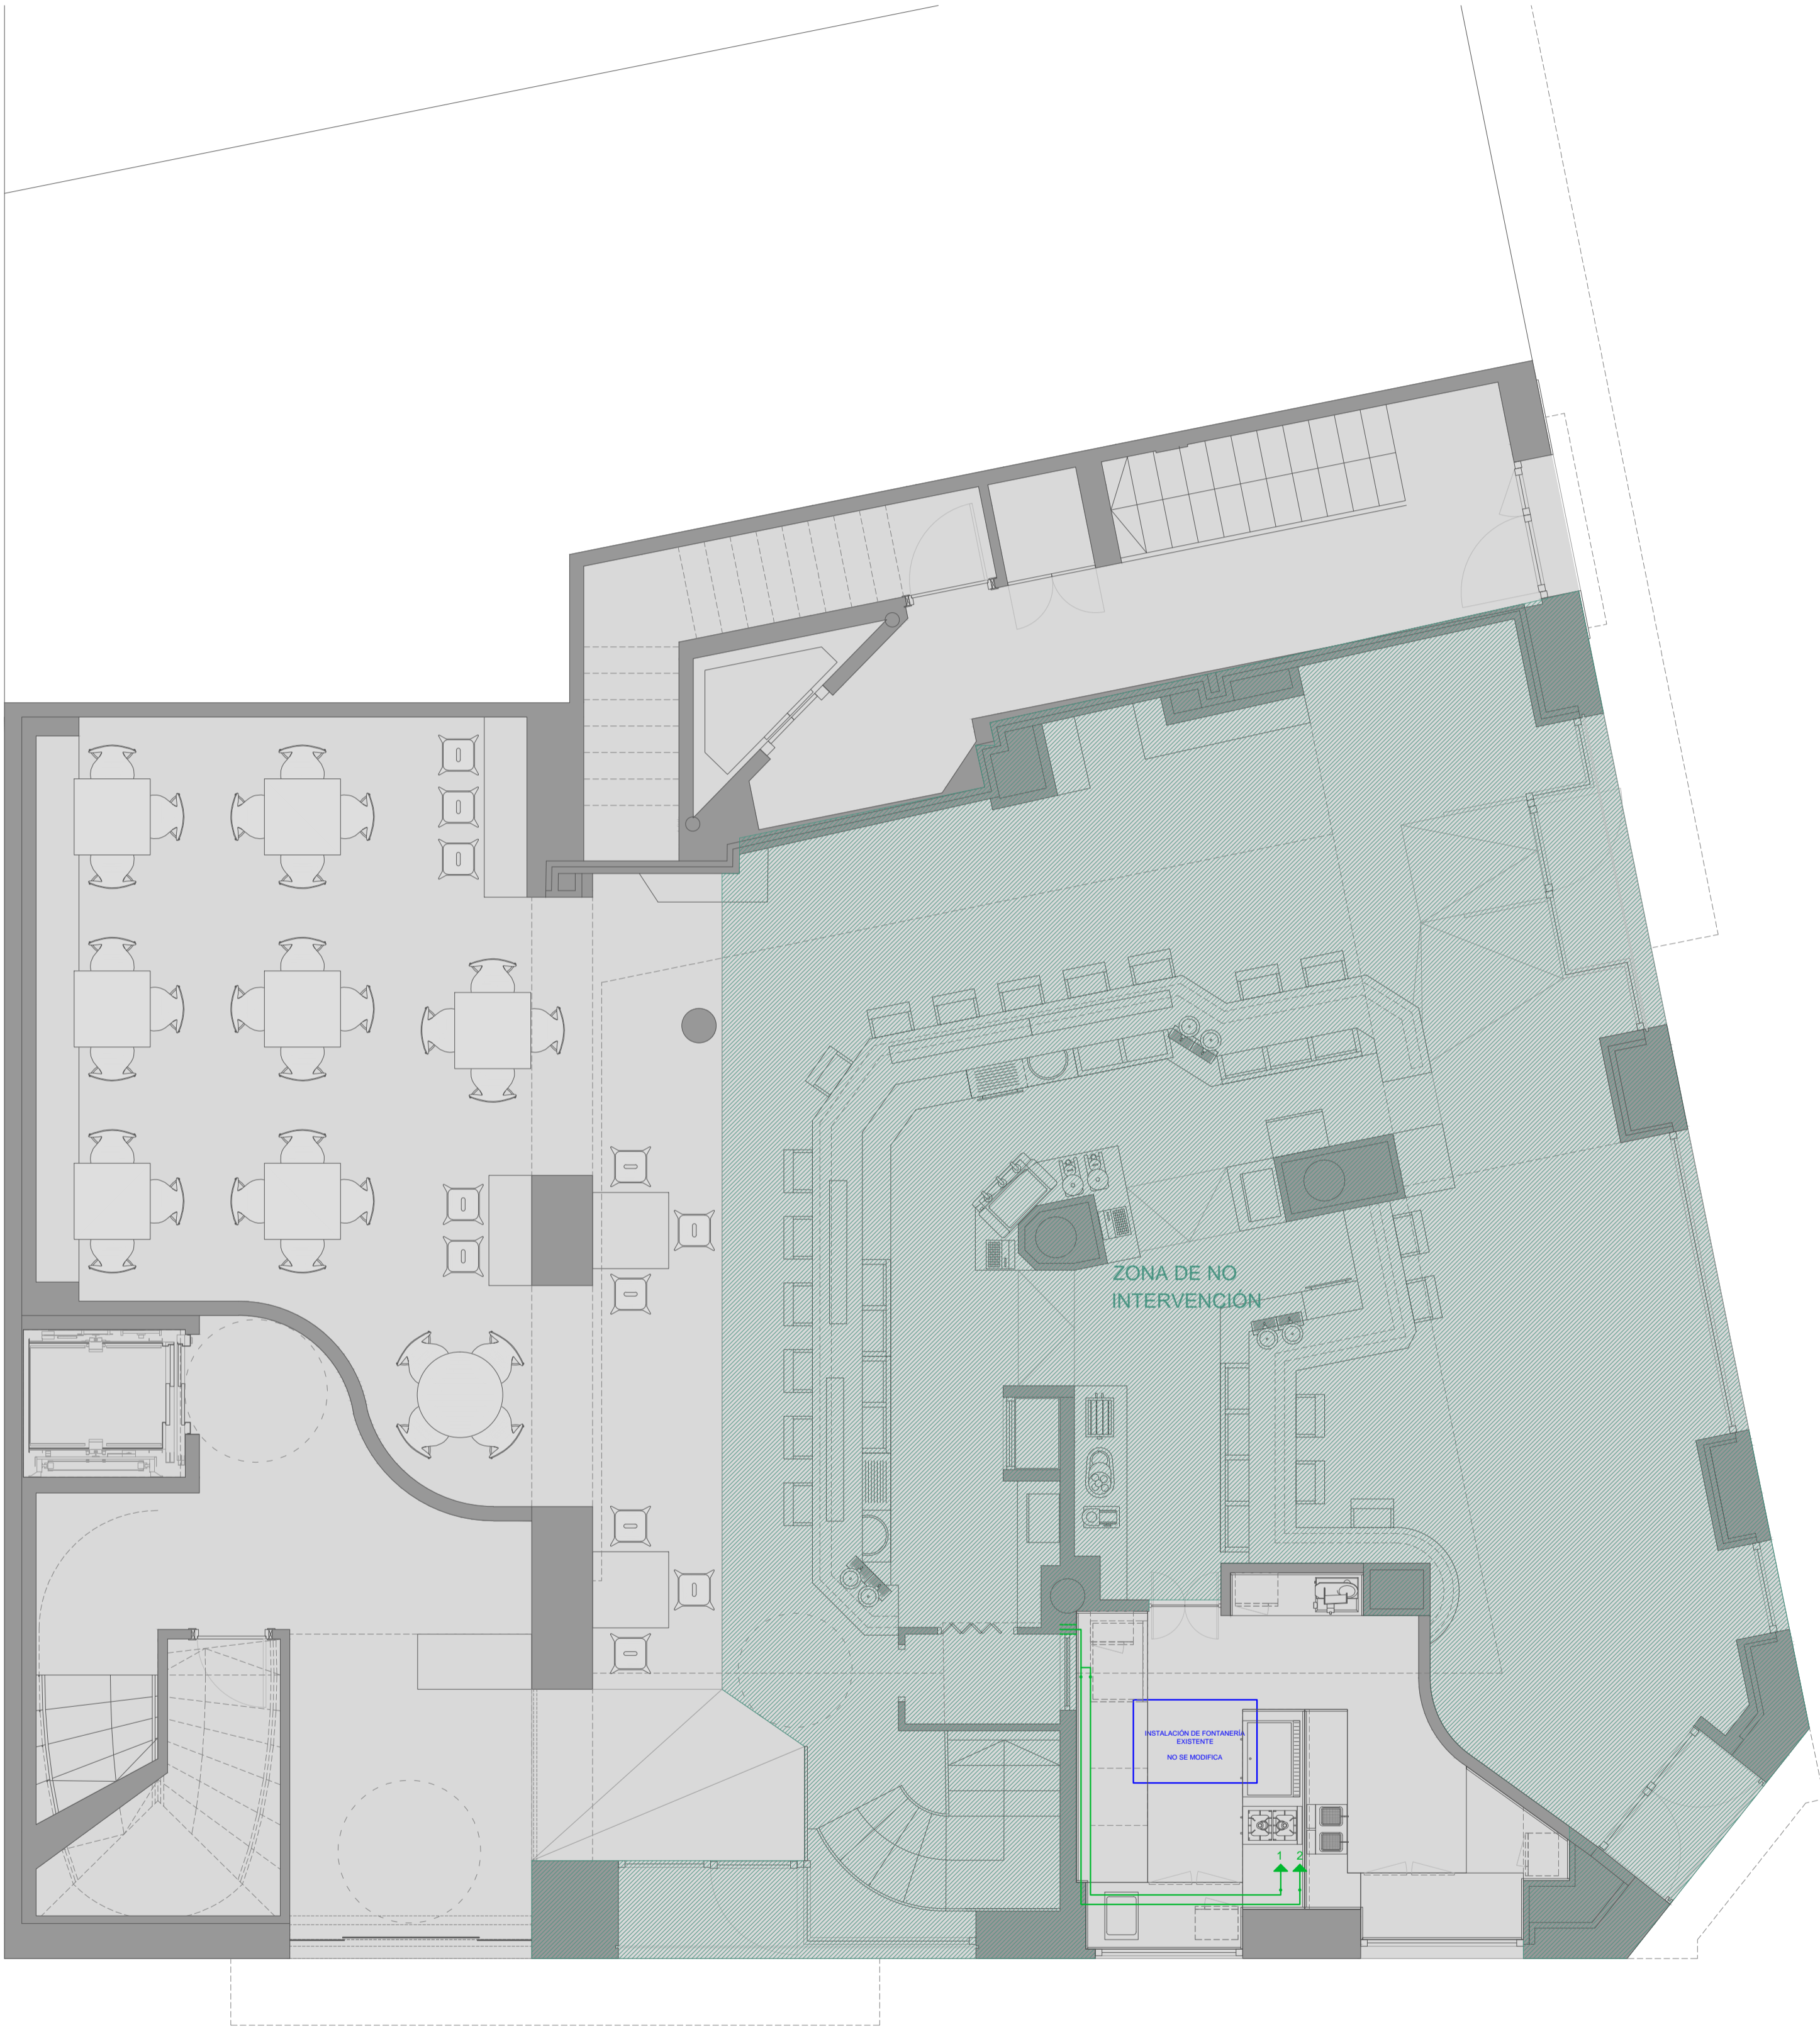 ZONA DE NO
INTERVENCIÓN
INSTALACIÓN DE FONTANERÍA
EXISTENTE
NO SE MODIFICA
1 2